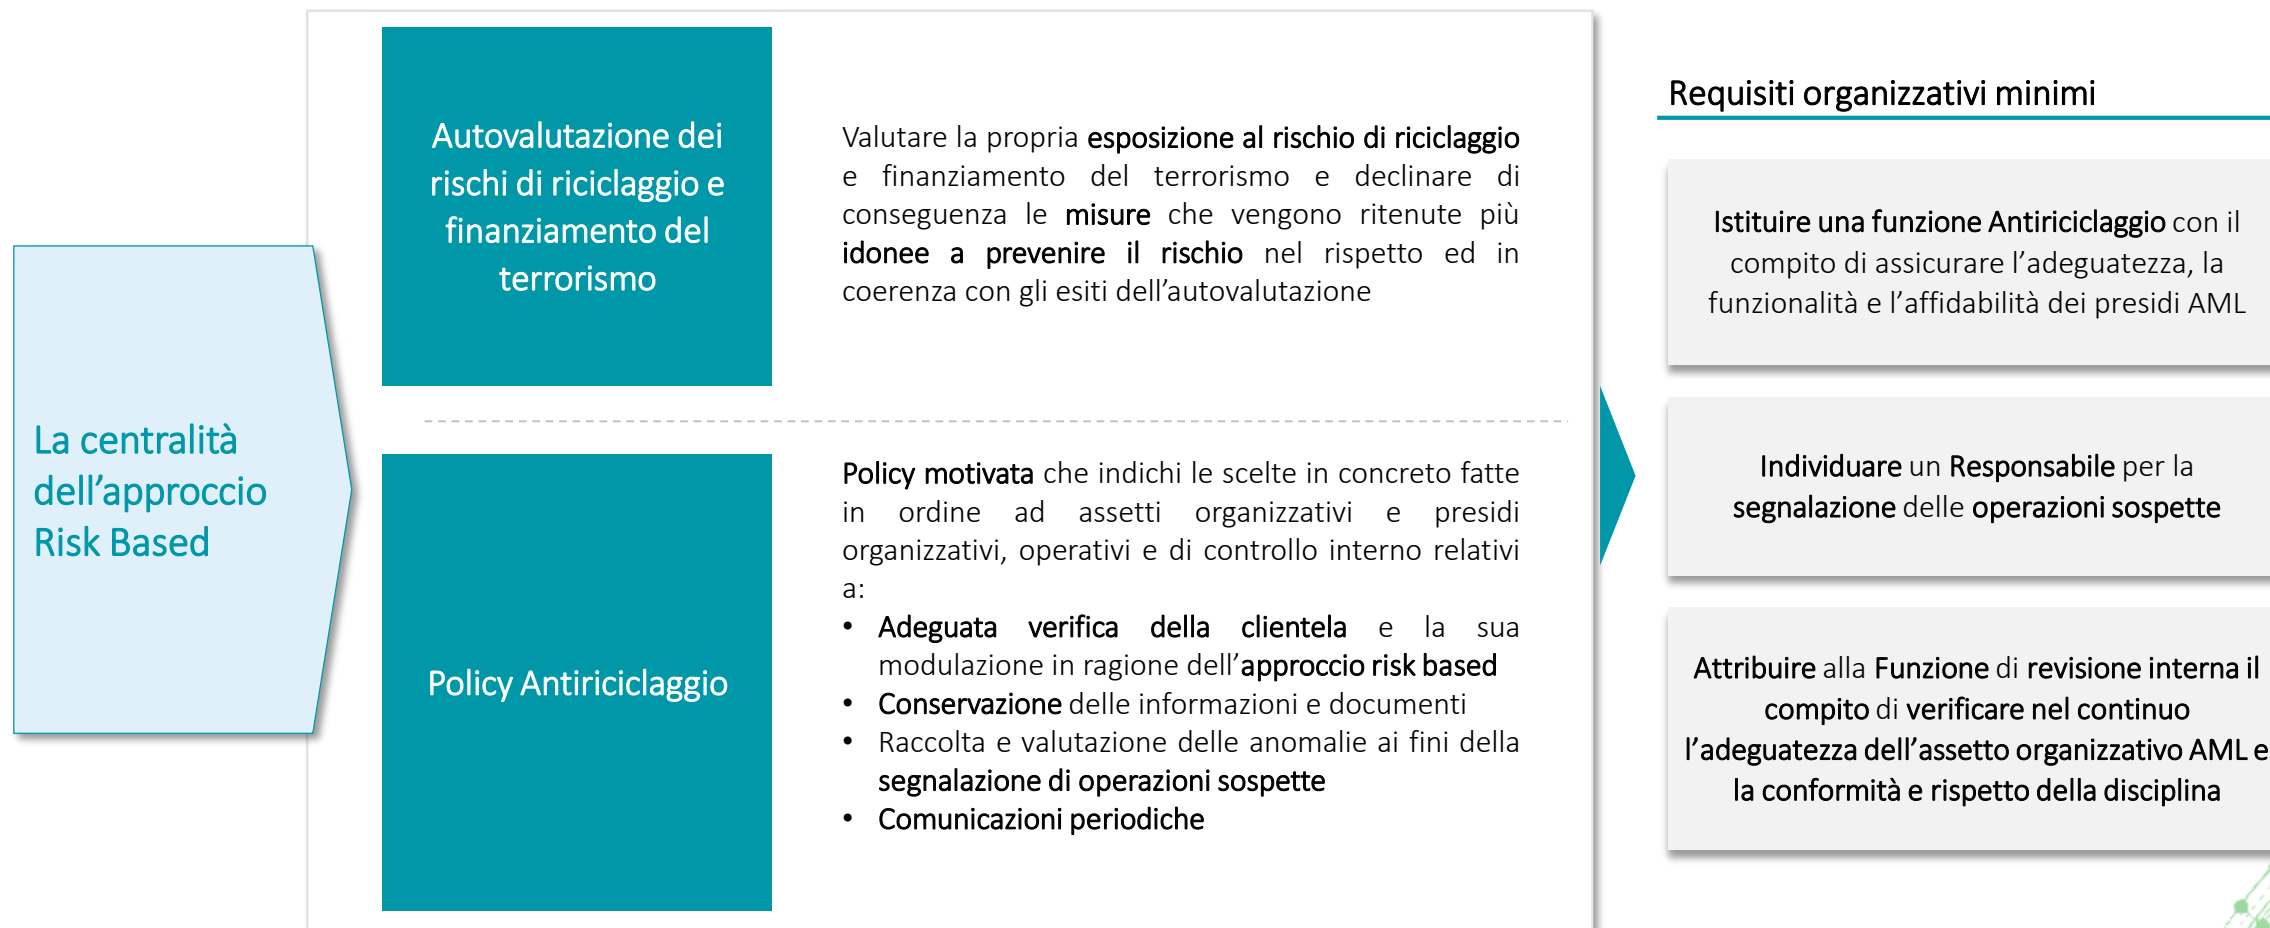 La centralità
dell’approccio
Risk Based
Autovalutazione dei
rischi di riciclaggio e
finanziamento del
terrorismo
Valutare la propria esposizione al rischio di riciclaggio
e finanziamento del terrorismo e declinare di
conseguenza le misure che vengono ritenute più
idonee a prevenire il rischio nel rispetto ed in
coerenza con gli esiti dell’autovalutazione
Policy Antiriciclaggio
Policy motivata che indichi le scelte in concreto fatte
in ordine ad assetti organizzativi e presidi
organizzativi, operativi e di controllo interno relativi
a:
• Adeguata verifica della clientela e la sua
modulazione in ragione dell’approccio risk based
• Conservazione delle informazioni e documenti
• Raccolta e valutazione delle anomalie ai fini della
segnalazione di operazioni sospette
• Comunicazioni periodiche
Requisiti organizzativi minimi
Istituire una funzione Antiriciclaggio con il
compito di assicurare l’adeguatezza, la
funzionalità e l’affidabilità dei presidi AML
Individuare un Responsabile per la
segnalazione delle operazioni sospette
Attribuire alla Funzione di revisione interna il
compito di verificare nel continuo
l’adeguatezza dell’assetto organizzativo AML e
la conformità e rispetto della disciplina